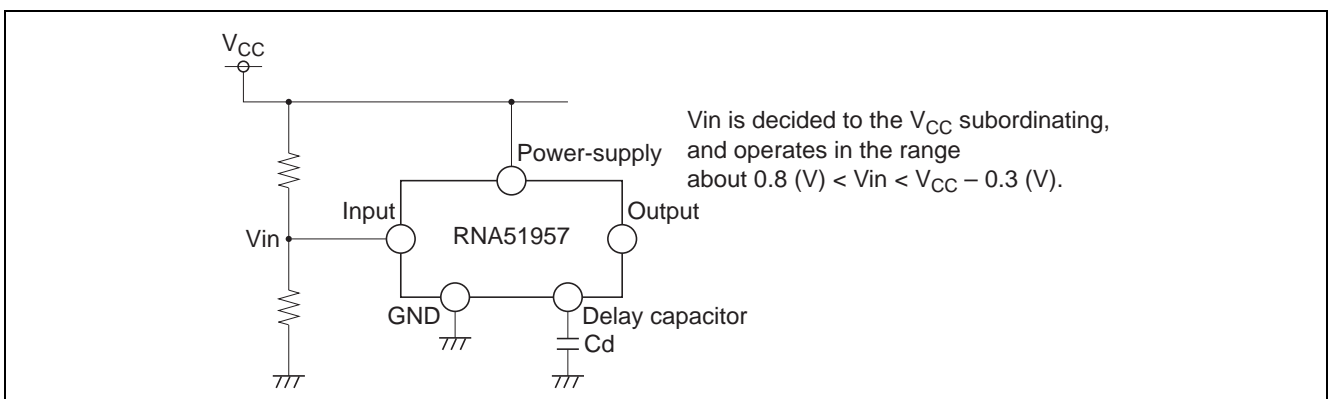 VCC
Vin is decided to the VCC subordinating,
and operates in the range
about 0.8 (V) < Vin < VCC – 0.3 (V).
Power-supply
Input
Output
RNA51957
Vin
GND
Delay capacitor
Cd